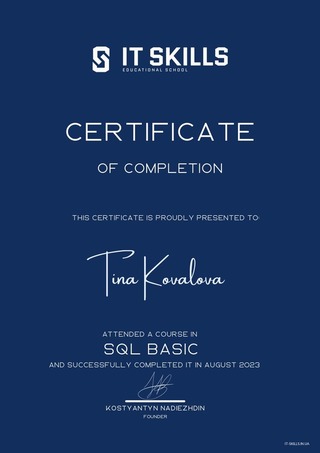 IT SKILLS
EDUCATIONAL SCHOOL
CERTIFICATE
OF COMPLETION
THIS CERTIFICATE IS PROUDLY PRESENTED TO:
Tina Kovalova
ATTENDED A COURSE IN
SQL BASIC
AND SUCCESSFULLY COMPLETED IT IN AUGUST 2023
KOSTYANTYN NADIEZHDIN
FOUNDER
IT-SKILLS.IN.UA